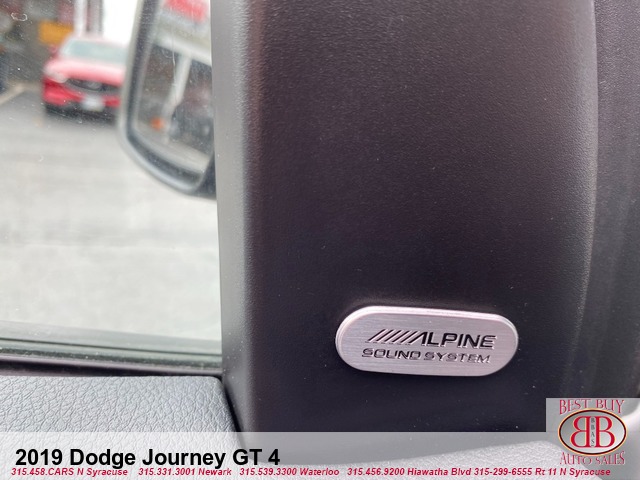 ALPINE
SOUND SYSTEM
BEST BUY
BB
AUTO SALES
2019 Dodge Journey GT 4
315.458.CARS N Syracuse 315.331.3001 Newark 315.539.3300 Waterloo 315.456.9200 Hiawatha Blvd 315-299-6555 Rt 11 N Syracuse